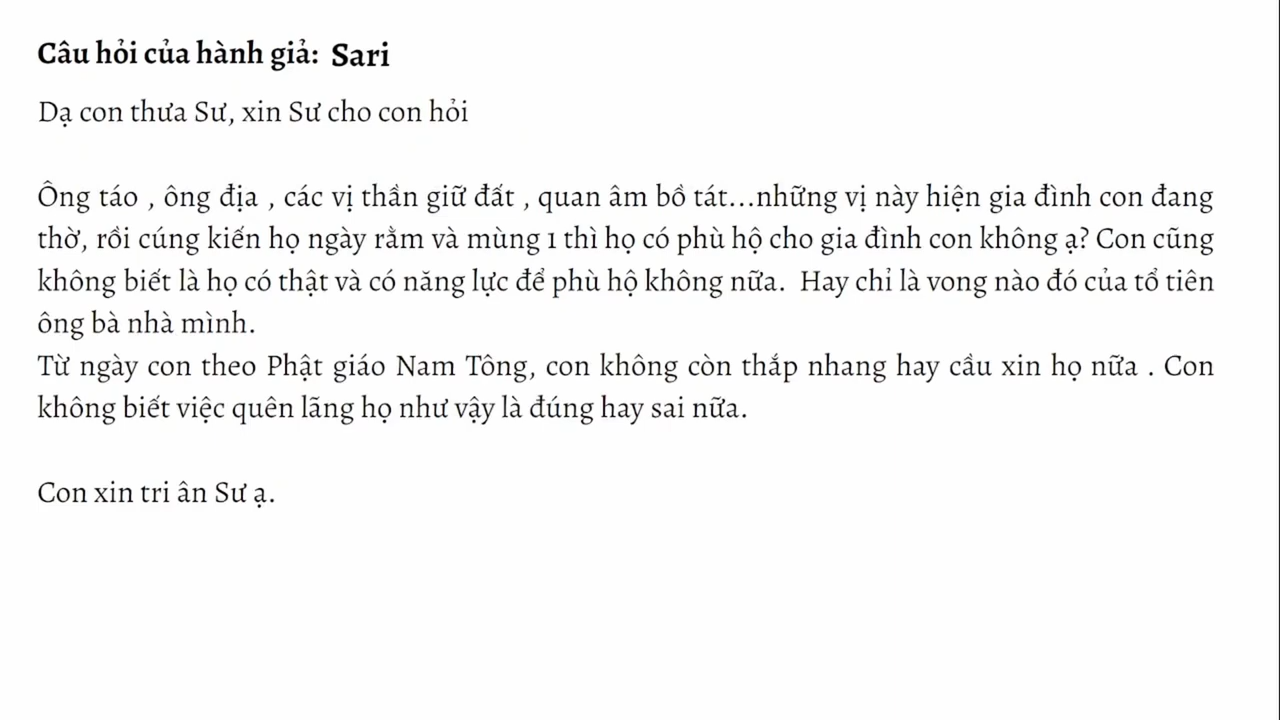 Câu hỏi của hành giả: Sari
Dạ con thưa Sư, xin Sư cho con hỏi
Ông táo , ông địa , các vị thần giữ đất , quan âm bồ tát...những vị này hiện gia đình con đang
thờ, rồi cúng kiến họ ngày rằm và mùng 1 thì họ có phù hộ cho gia đình con không ạ? Con cũng
không biết là họ có thật và có năng lực để phù hộ không nữa. Hay chỉ là vong nào đó của tổ tiên
ông bà nhà mình.
Từ ngày con theo Phật giáo Nam Tông, con không còn thắp nhang hay cầu xin họ nữa . Con
không biết việc quên lãng họ như vậy là đúng hay sai nữa.
Con xin tri ân Sư ạ.